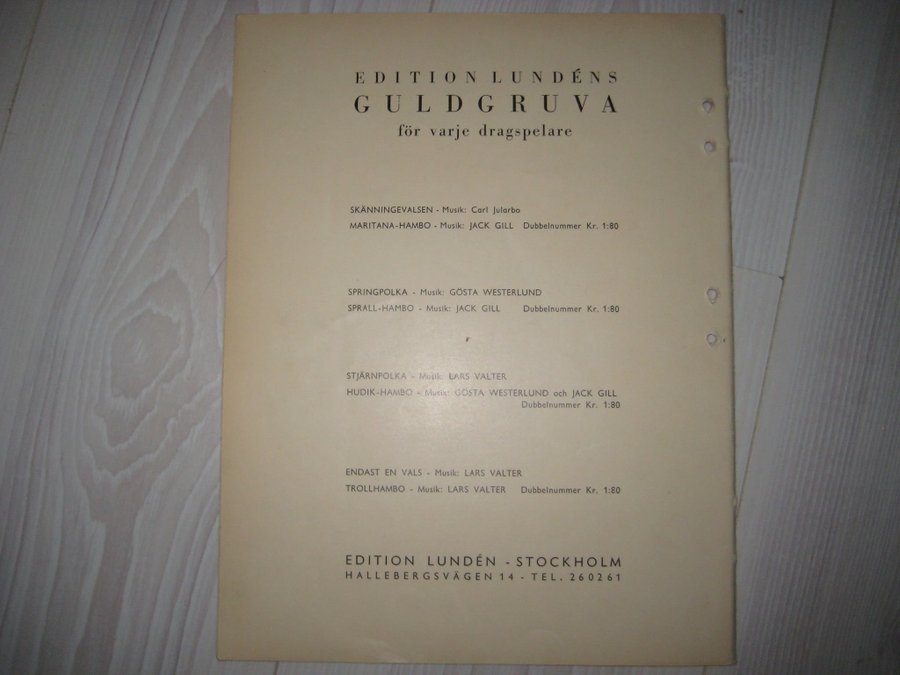 EDITION LUNDÉNS
GULDGRUVA
för varje dragspelare
SKÄNNINGEVALSEN - Musik: Carl Jularbo
MARITANA-HAMBO - Musik: JACK GILL Dubbelnummer Kr. 1:80
SPRINGPOLKA - Musik: GÖSTA WESTERLUND
SPRALL-HAMBO - Musik: JACK GILL Dubbelnummer Kr. 1:80
STJÄRNPOLKA - Musik: LARS VALTER
HUDIK-HAMBO - Musik: GÖSTA WESTERLUND och JACK GILL
Dubbelnummer Kr. 1:80
ENDAST EN VALS - Musik: LARS VALTER
TROLLHAMBO - Musik: LARS VALTER Dubbelnummer Kr. 1:80
EDITION LUNDÉN - STOCKHOLM
HALLEBERGSVÄGEN 14 - TEL. 260261